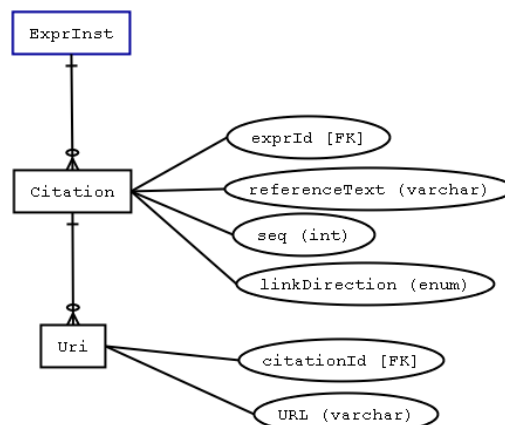 ExprInst
exprId [FK]
Citation
referenceText (varchar)
seq (int)
linkDirection (enum)
Uri
citationId [FK]
URL (varchar)